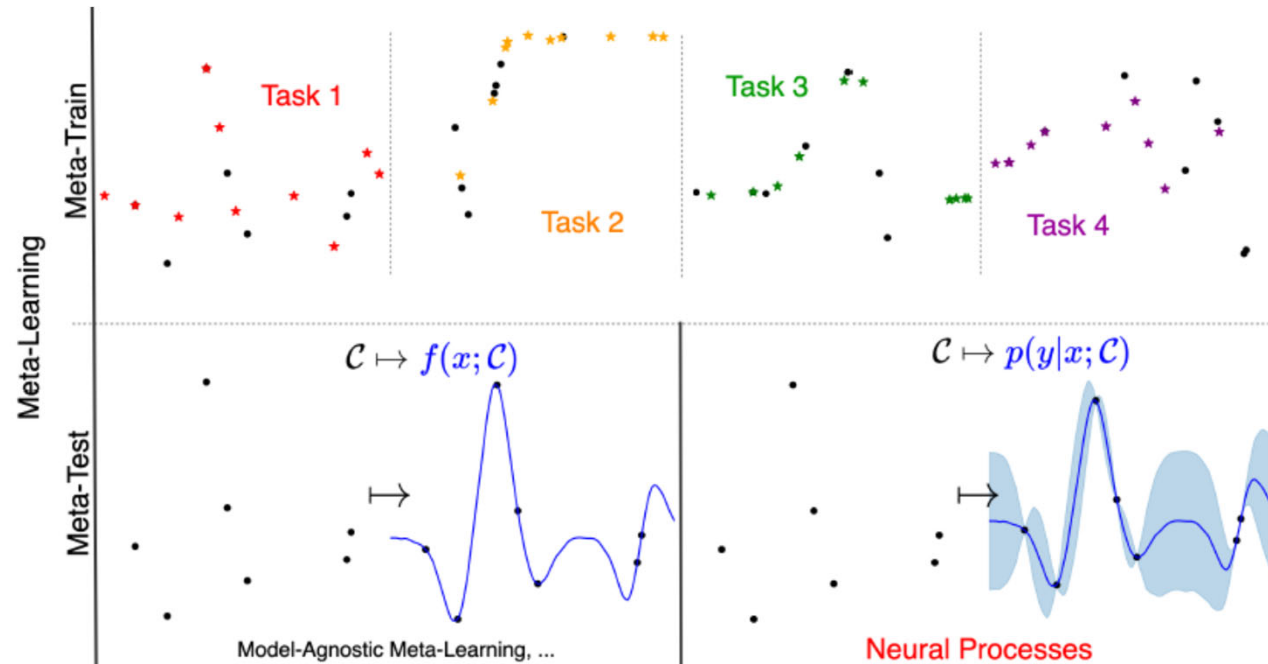 Meta-Learning
Meta-Train
Task 1
Task 2
Task 3
Task 4
Meta-Test
𝒞 ↦ f(x; 𝒞)
𝒞 ↦ p(y|x; 𝒞)
↦
↦
Model-Agnostic Meta-Learning, ...
Neural Processes